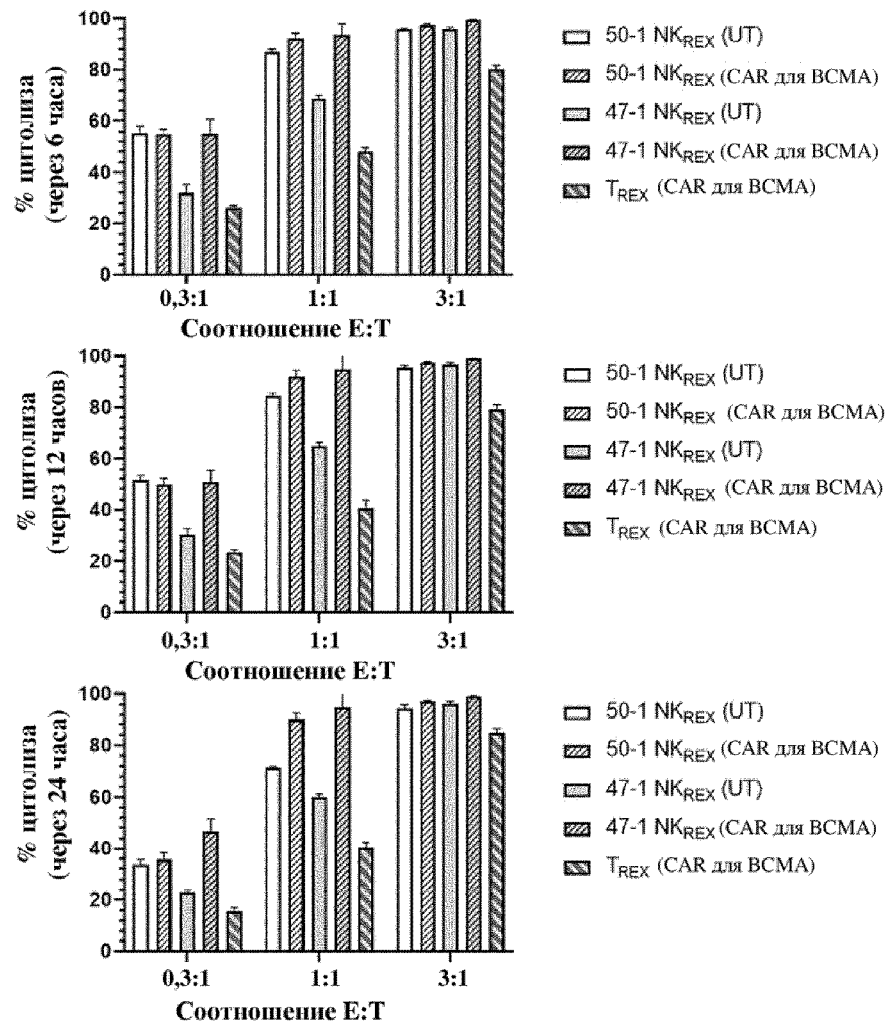 % цитолиза
(через 6 часа)
100
80
60
40
20
0
0,3:1 1:1 3:1
Соотношение E:T
50-1 NKREX (UT)
50-1 NKREX (CAR для BCMA)
47-1 NKREX (UT)
47-1 NKREX (CAR для BCMA)
TREX (CAR для BCMA)
% цитолиза
(через 12 часов)
100
80
60
40
20
0
0,3:1 1:1 3:1
Соотношение E:T
50-1 NKREX (UT)
50-1 NKREX (CAR для BCMA)
47-1 NKREX (UT)
47-1 NKREX (CAR для BCMA)
TREX (CAR для BCMA)
% цитолиза
(через 24 часа)
100
80
60
40
20
0
0,3:1 1:1 3:1
Соотношение E:T
50-1 NKREX (UT)
50-1 NKREX (CAR для BCMA)
47-1 NKREX (UT)
47-1 NKREX (CAR для BCMA)
TREX (CAR для BCMA)